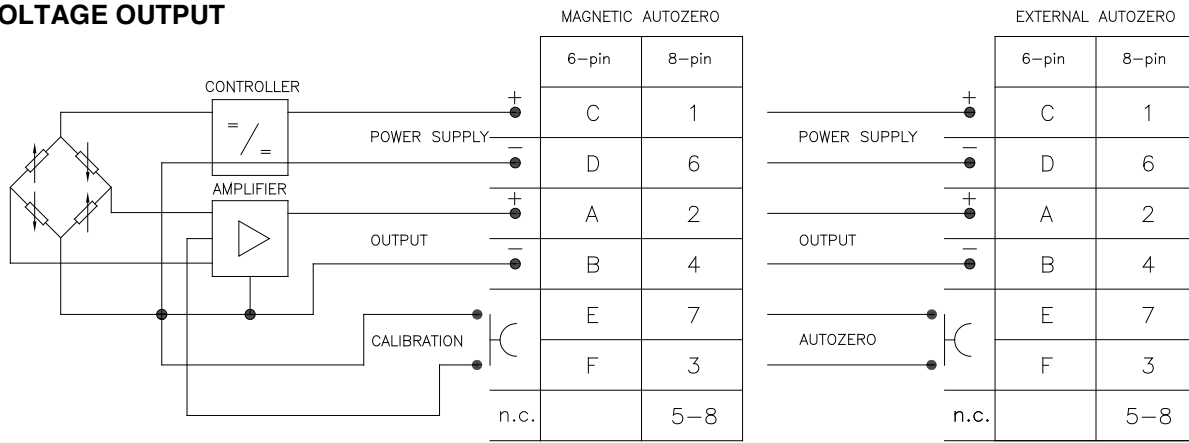 OLTAGE OUTPUT
MAGNETIC AUTOZERO
6-pin 8-pin
CONTROLLER
= / =
POWER SUPPLY
+ C 1
− D 6
AMPLIFIER
OUTPUT
+ A 2
− B 4
CALIBRATION
E 7
F 3
n.c. 5-8
EXTERNAL AUTOZERO
6-pin 8-pin
POWER SUPPLY
+ C 1
− D 6
OUTPUT
+ A 2
− B 4
AUTOZERO
E 7
F 3
n.c. 5-8